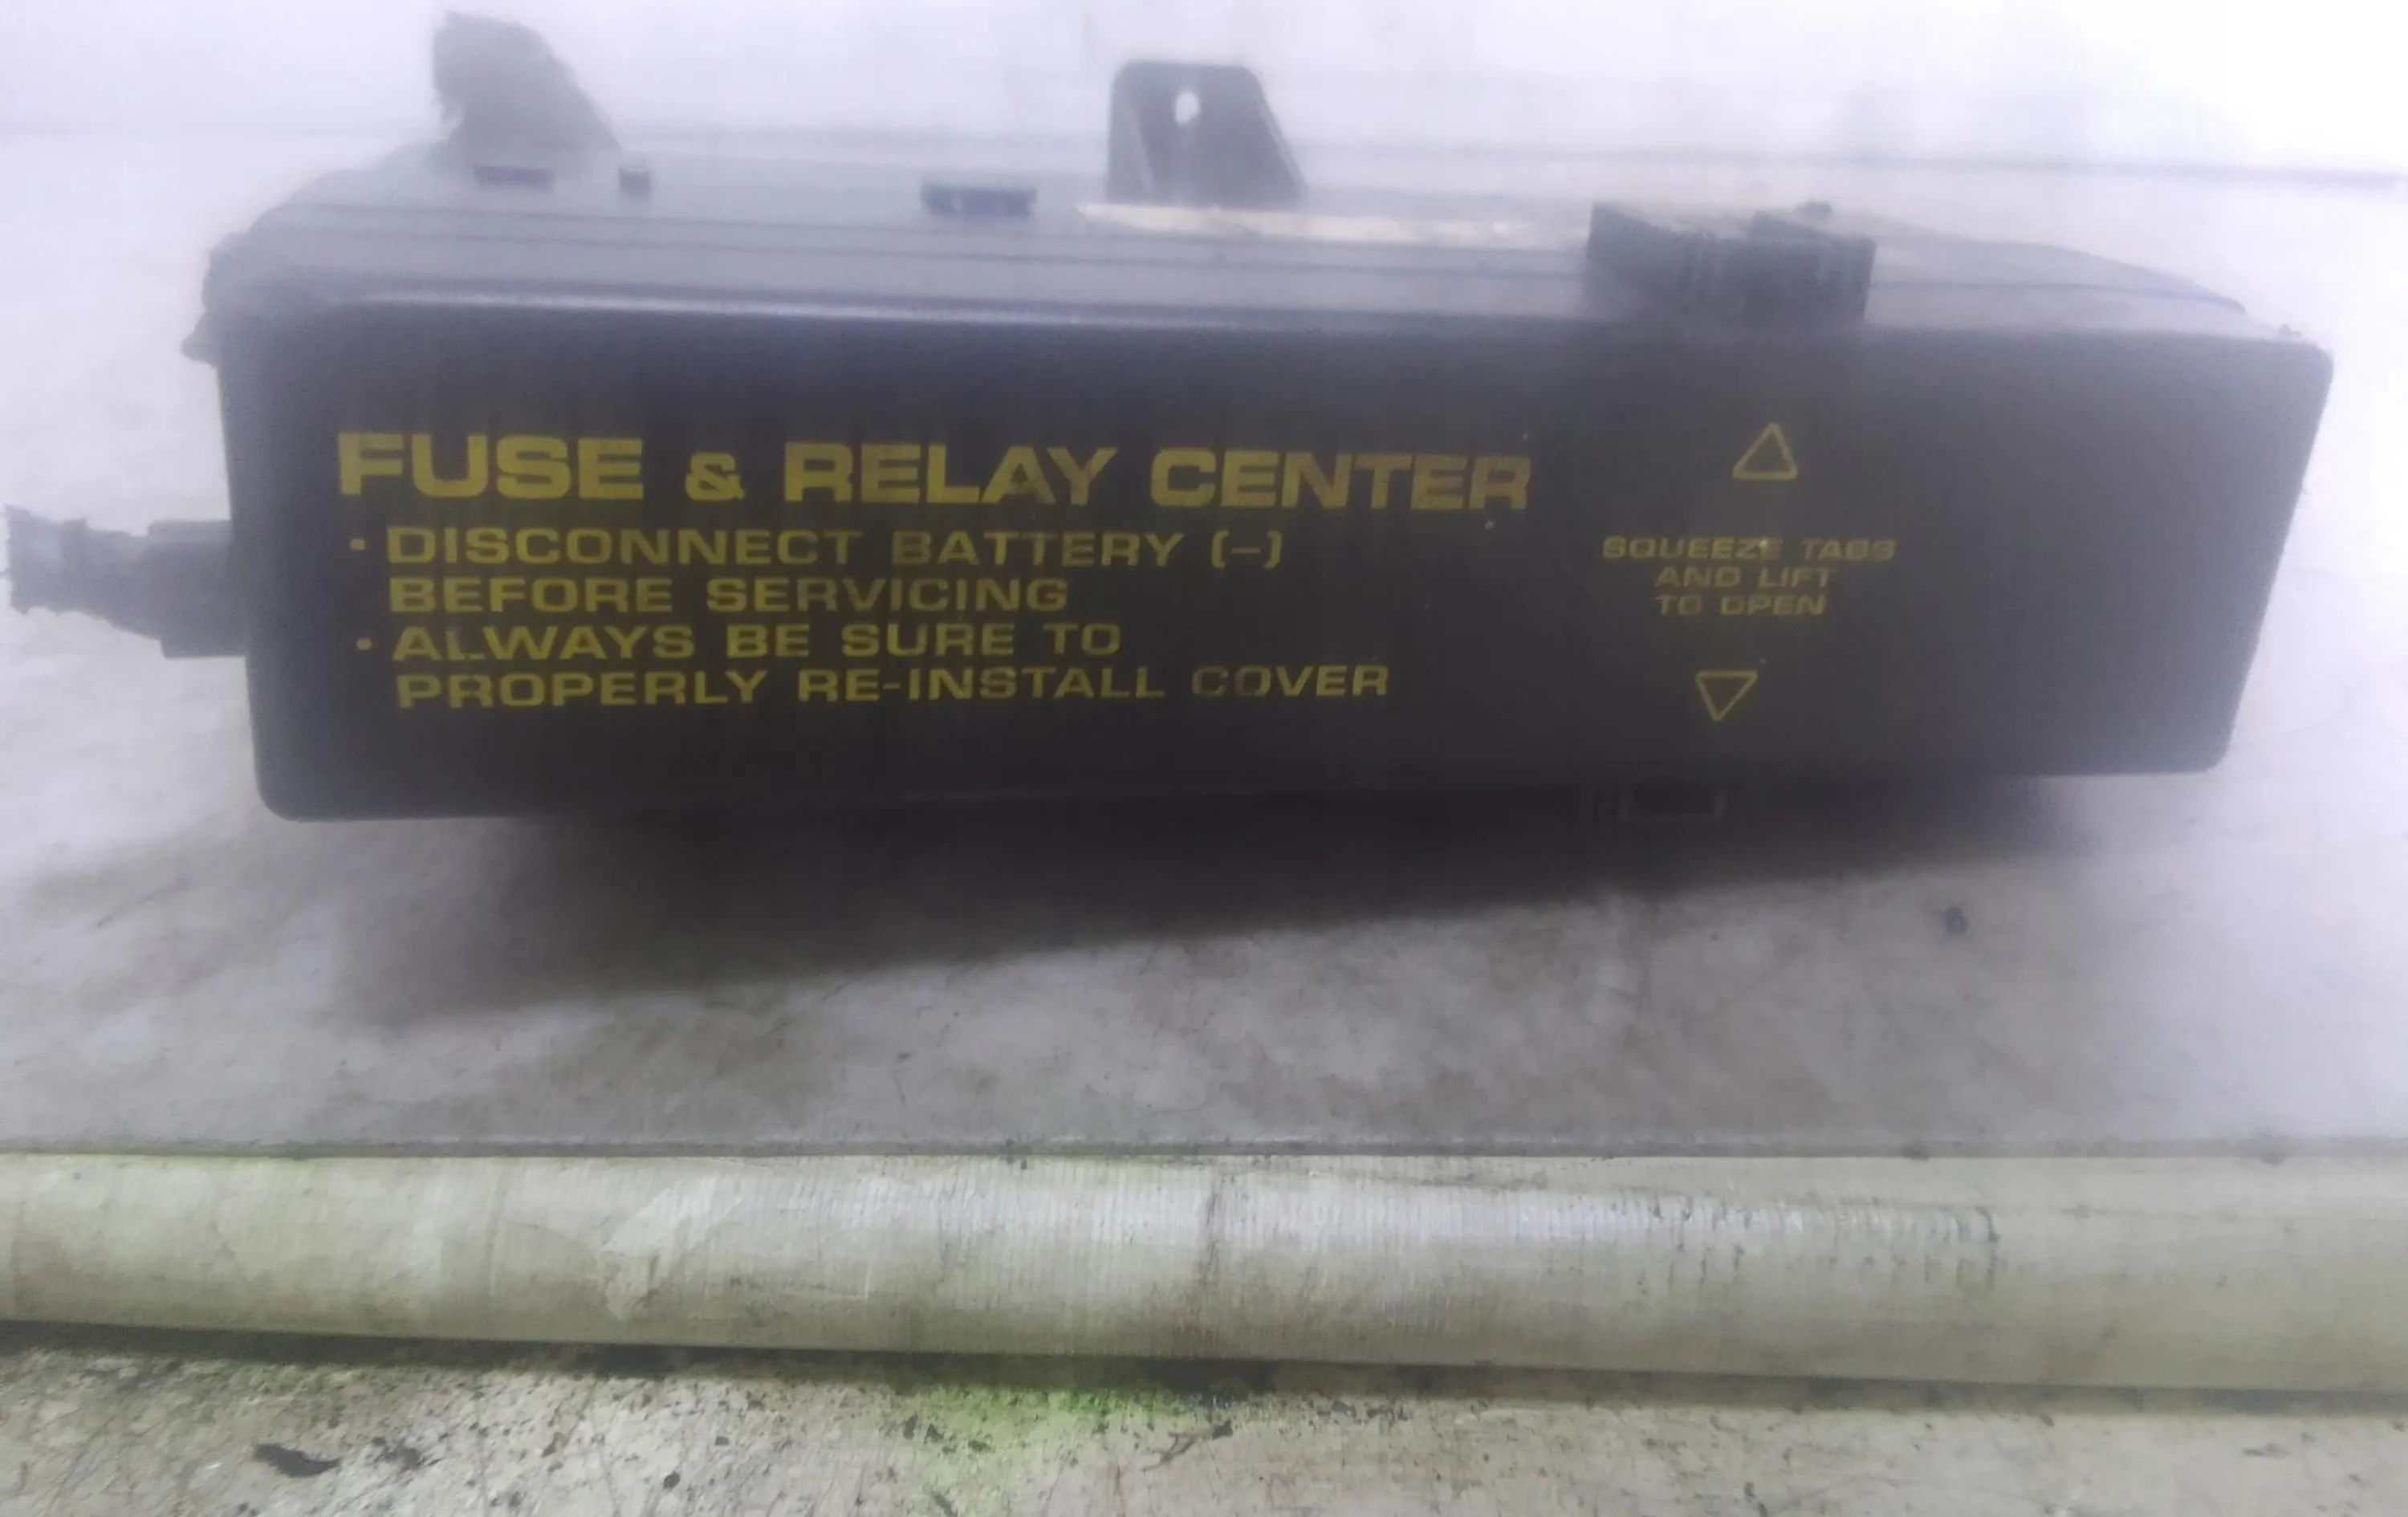 FUSE & RELAY CENTER
• DISCONNECT BATTERY (-)
BEFORE SERVICING
• ALWAYS BE SURE TO
PROPERLY RE-INSTALL COVER
SQUEEZE TABS
AND LIFT
TO OPEN